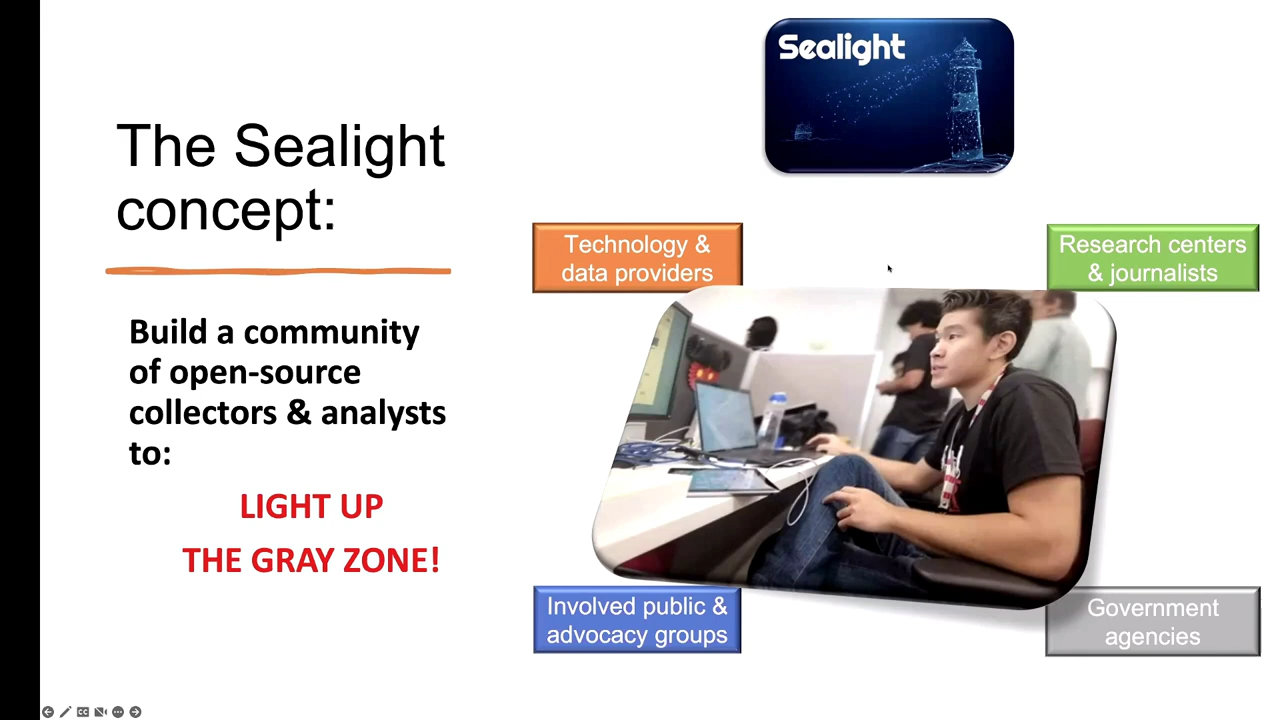 Sealight
The Sealight
concept:
Build a community
of open-source
collectors & analysts
to:
LIGHT UP
THE GRAY ZONE!
Technology &
data providers
Research centers
& journalists
Involved public &
advocacy groups
Government
agencies